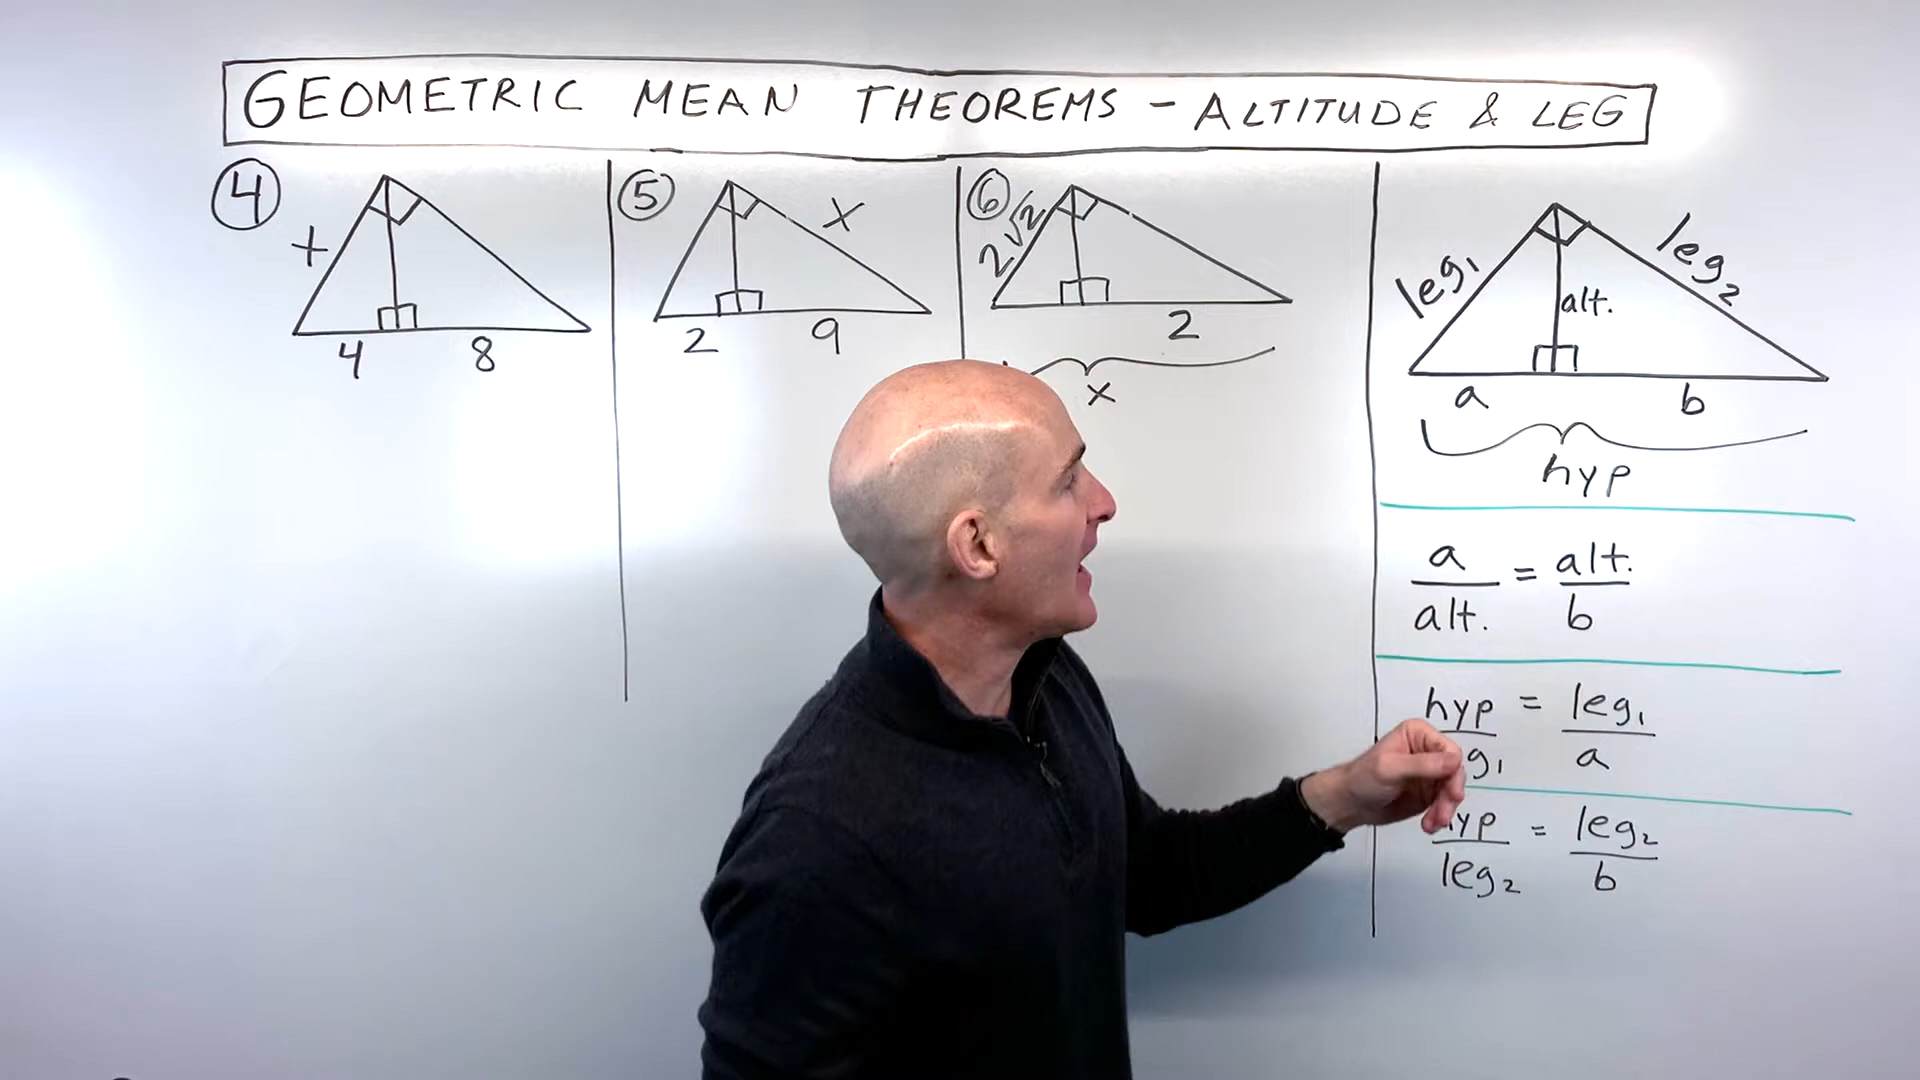 GEOMETRIC MEAN THEOREMS - ALTITUDE & LEG
4
x
4 8
5
x
2 9
6
2√2
2
x
leg₁
leg₂
alt.
a b
hyp
a/alt. = alt./b
hyp = leg₁
g₁ a
hyp/leg₂ = leg₂/b